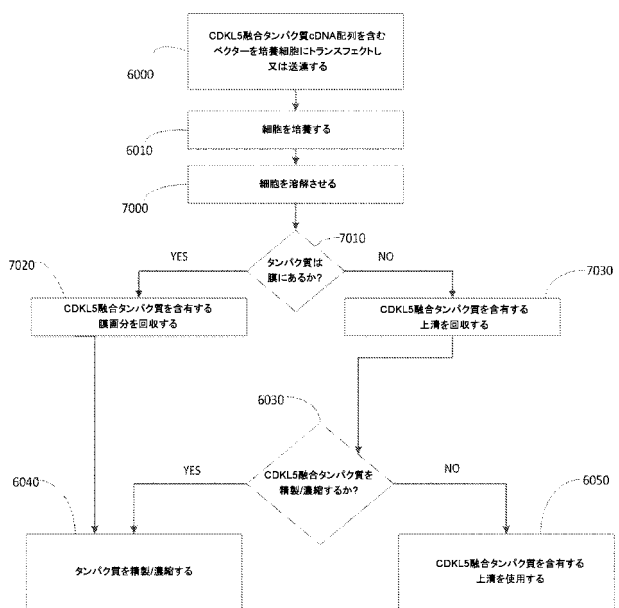 CDKL5融合タンパク質cDNA配列を含む
ベクターを培養細胞にトランスフェクトし
又は送達する
6000
細胞を培養する
6010
細胞を溶解させる
7000
7010
タンパク質は
膜にあるか?
YES
NO
7020
7030
CDKL5融合タンパク質を含有する
膜画分を回収する
CDKL5融合タンパク質を含有する
上清を回収する
6030
CDKL5融合タンパク質を
精製/濃縮するか?
YES
NO
6040
6050
タンパク質を精製/濃縮する
CDKL5融合タンパク質を含有する
上清を使用する